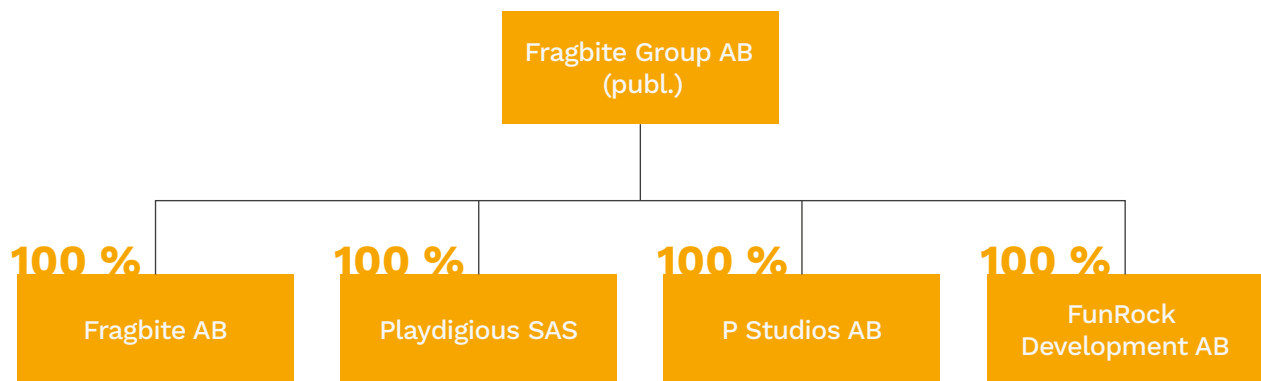 Fragbite Group AB
(publ.)
100 %
100 %
100 %
100 %
Fragbite AB
Playdigious SAS
P Studios AB
FunRock
Development AB